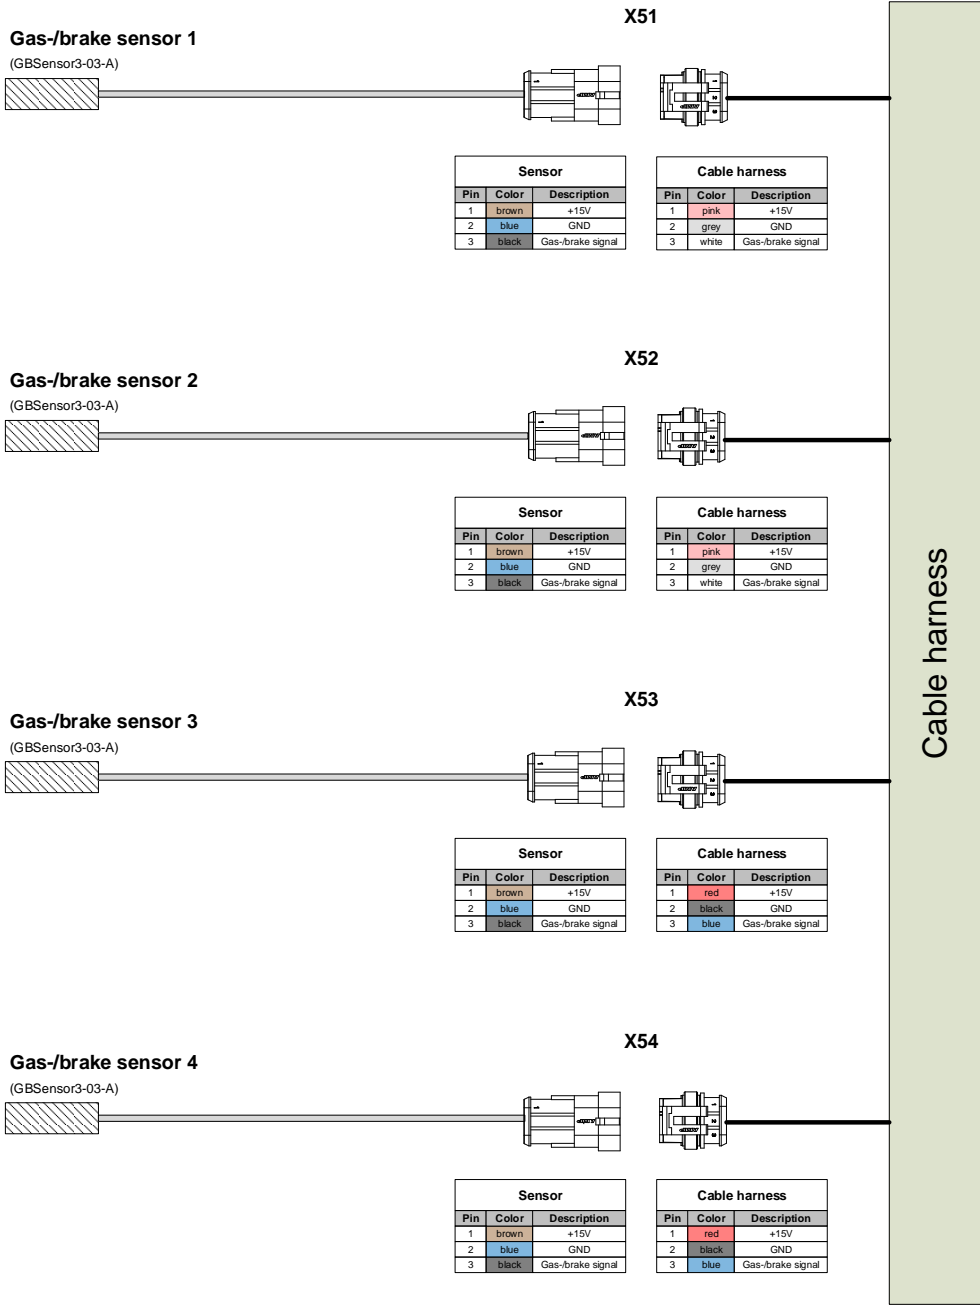 X51
Gas-/brake sensor 1
(GBSensor3-03-A)
Sensor
Pin Color Description
1 brown +15V
2 blue GND
3 black Gas-/brake signal
Cable harness
Pin Color Description
1 pink +15V
2 grey GND
3 white Gas-/brake signal
X52
Gas-/brake sensor 2
(GBSensor3-03-A)
Sensor
Pin Color Description
1 brown +15V
2 blue GND
3 black Gas-/brake signal
Cable harness
Pin Color Description
1 pink +15V
2 grey GND
3 white Gas-/brake signal
X53
Gas-/brake sensor 3
(GBSensor3-03-A)
Sensor
Pin Color Description
1 brown +15V
2 blue GND
3 black Gas-/brake signal
Cable harness
Pin Color Description
1 red +15V
2 black GND
3 blue Gas-/brake signal
X54
Gas-/brake sensor 4
(GBSensor3-03-A)
Sensor
Pin Color Description
1 brown +15V
2 blue GND
3 black Gas-/brake signal
Cable harness
Pin Color Description
1 red +15V
2 black GND
3 blue Gas-/brake signal
Cable harness